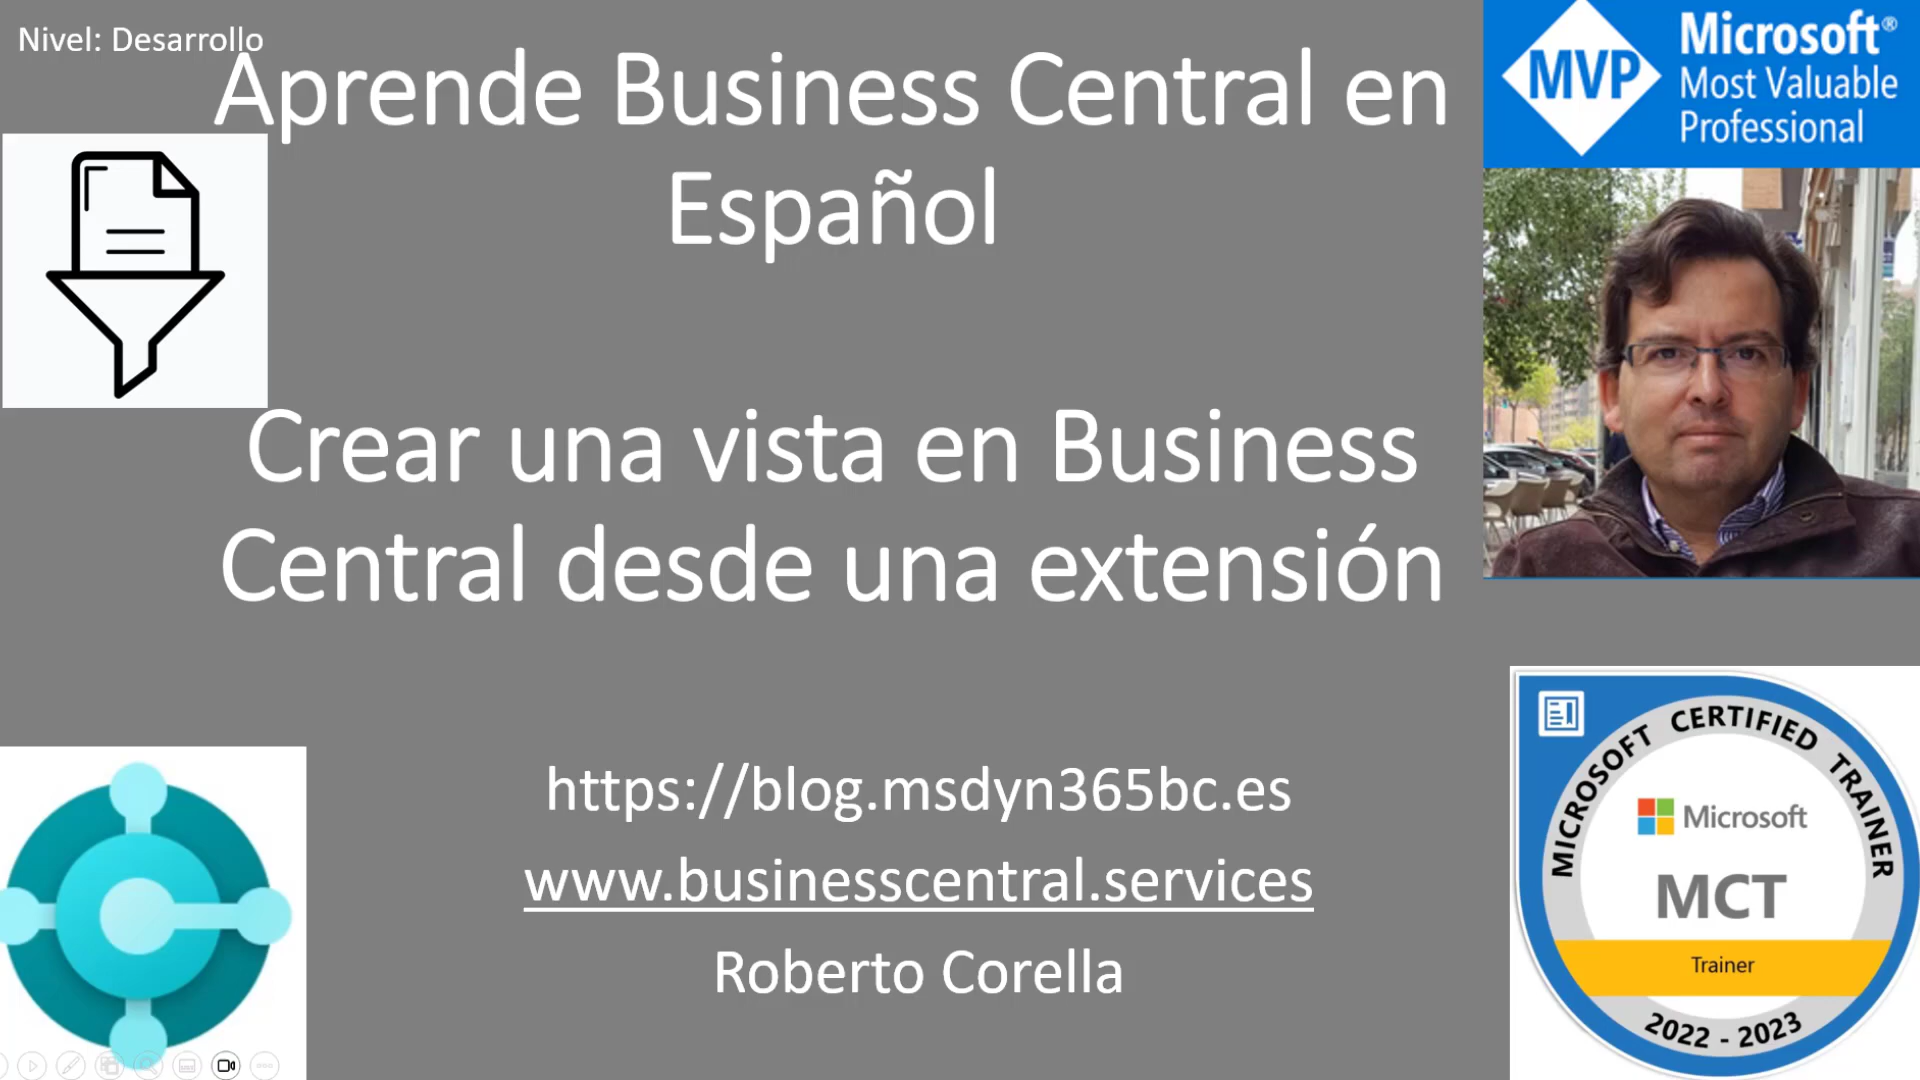 Nivel: Desarrollo
Aprende Business Central en
Español
Crear una vista en Business
Central desde una extensión
https://blog.msdyn365bc.es
www.businesscentral.services
Roberto Corella
MVP
Microsoft®
Most Valuable
Professional
MICROSOFT CERTIFIED TRAINER
Microsoft
MCT
Trainer
2022 - 2023